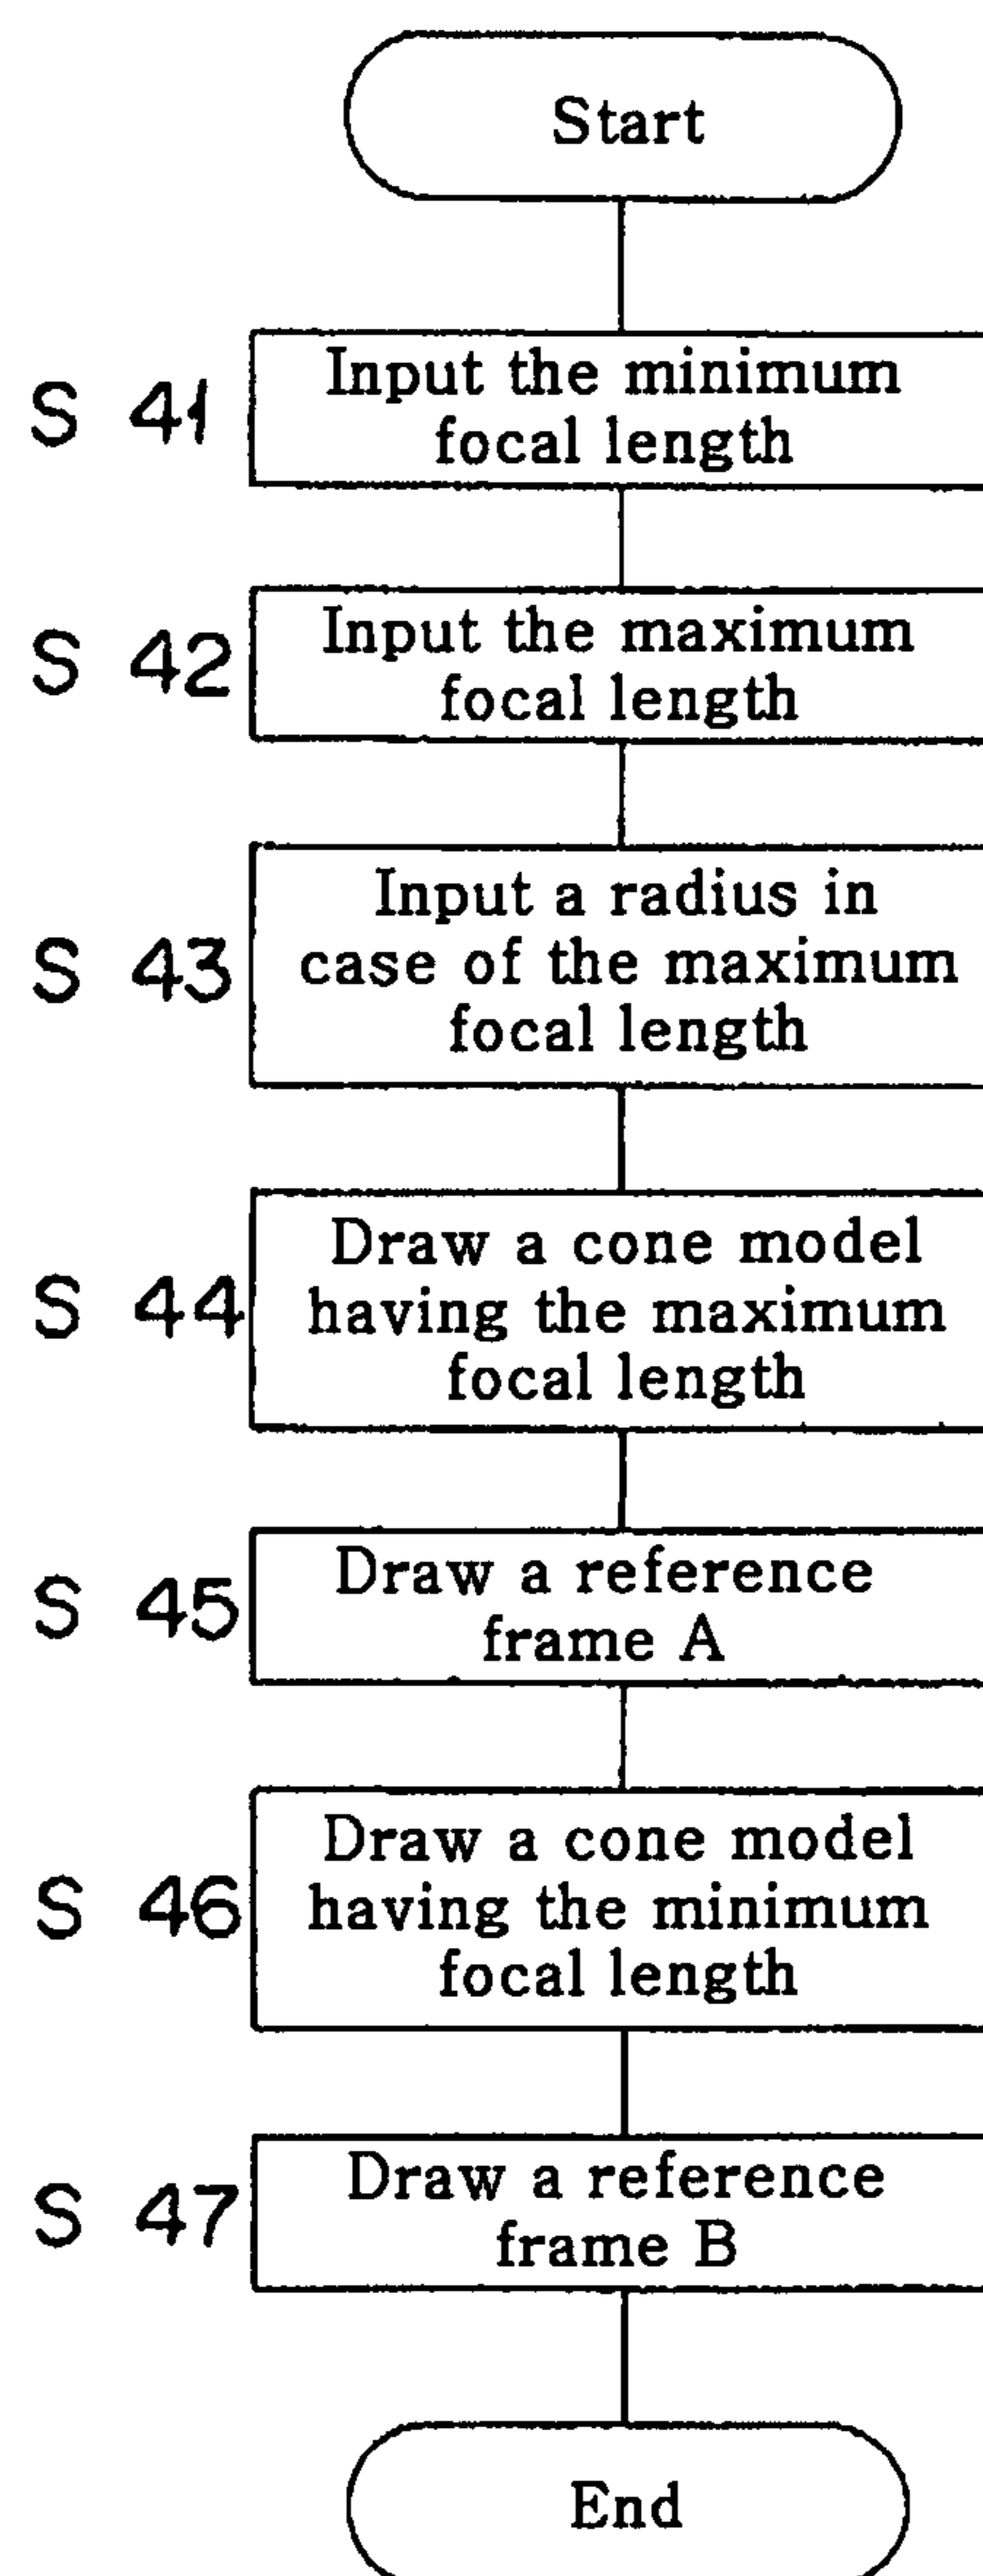 Start
S 41
Input the minimum
focal length
S 42
Input the maximum
focal length
S 43
Input a radius in
case of the maximum
focal length
S 44
Draw a cone model
having the maximum
focal length
S 45
Draw a reference
frame A
S 46
Draw a cone model
having the minimum
focal length
S 47
Draw a reference
frame B
End